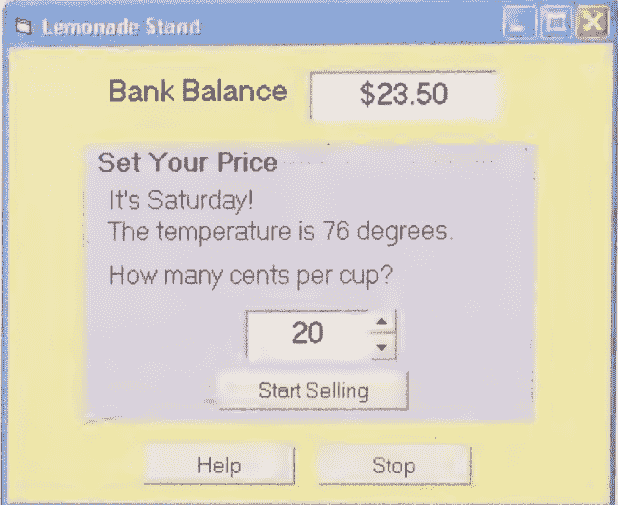 Lemonade Stand
Bank Balance $23.50
Set Your Price
It's Saturday!
The temperature is 76 degrees.
How many cents per cup?
20
Start Selling
Help Stop